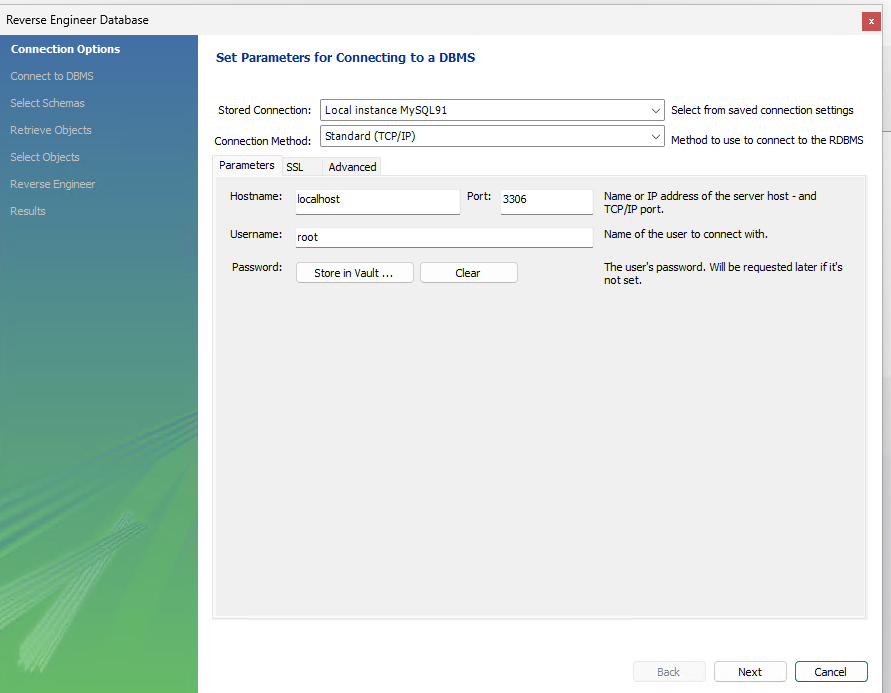 Reverse Engineer Database
x
Connection Options
Connect to DBMS
Select Schemas
Retrieve Objects
Select Objects
Reverse Engineer
Results
Set Parameters for Connecting to a DBMS
Stored Connection: Local instance MySQL91 Select from saved connection settings
Connection Method: Standard (TCP/IP) Method to use to connect to the RDBMS
Parameters SSL Advanced
Hostname: localhost Port: 3306 Name or IP address of the server host - and
TCP/IP port.
Username: root Name of the user to connect with.
Password: Store in Vault ... Clear The user's password. Will be requested later if it's
not set.
Back Next Cancel